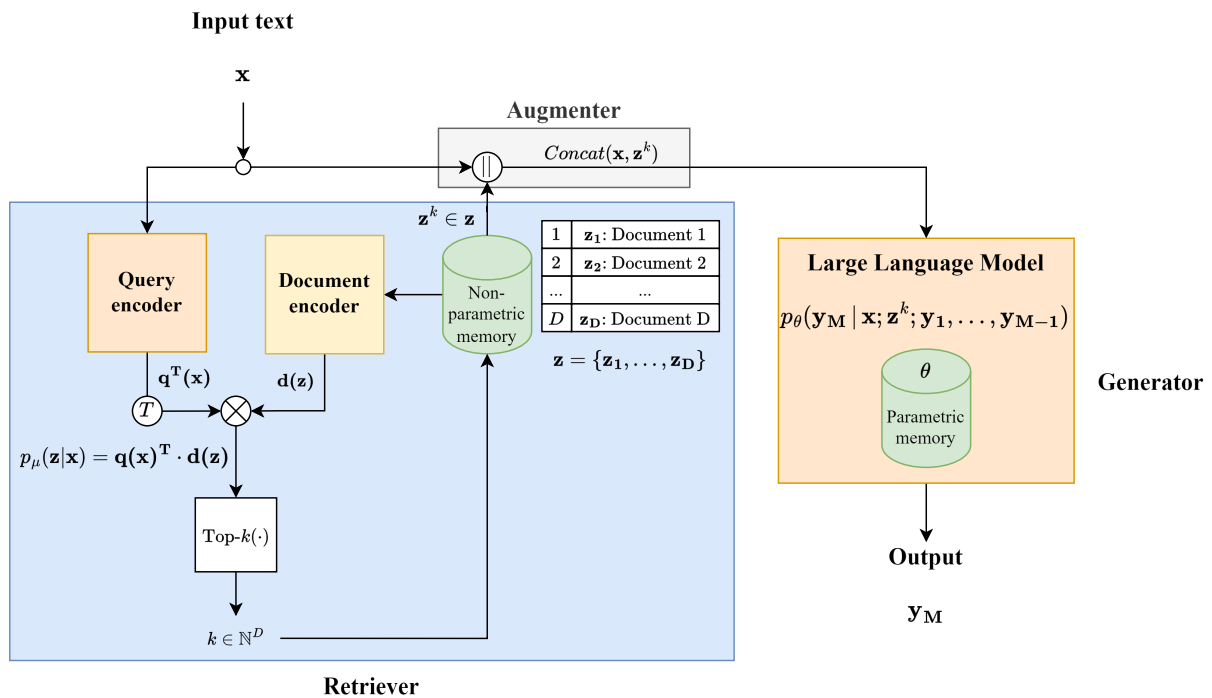 Input text
x
Augmenter
||
Concat(x, z^k)
z^k ∈ z
1 z_1: Document 1
2 z_2: Document 2
... ...
D z_D: Document D
z = {z_1, . . . , z_D}
Query
encoder
Document
encoder
Non-
parametric
memory
q^T(x)
d(z)
T
p_μ(z|x) = q(x)^T · d(z)
Top-k(·)
k ∈ ℕ^D
Retriever
Large Language Model
p_θ(y_M | x; z^k; y_1, . . . , y_{M−1})
θ
Parametric
memory
Generator
Output
y_M